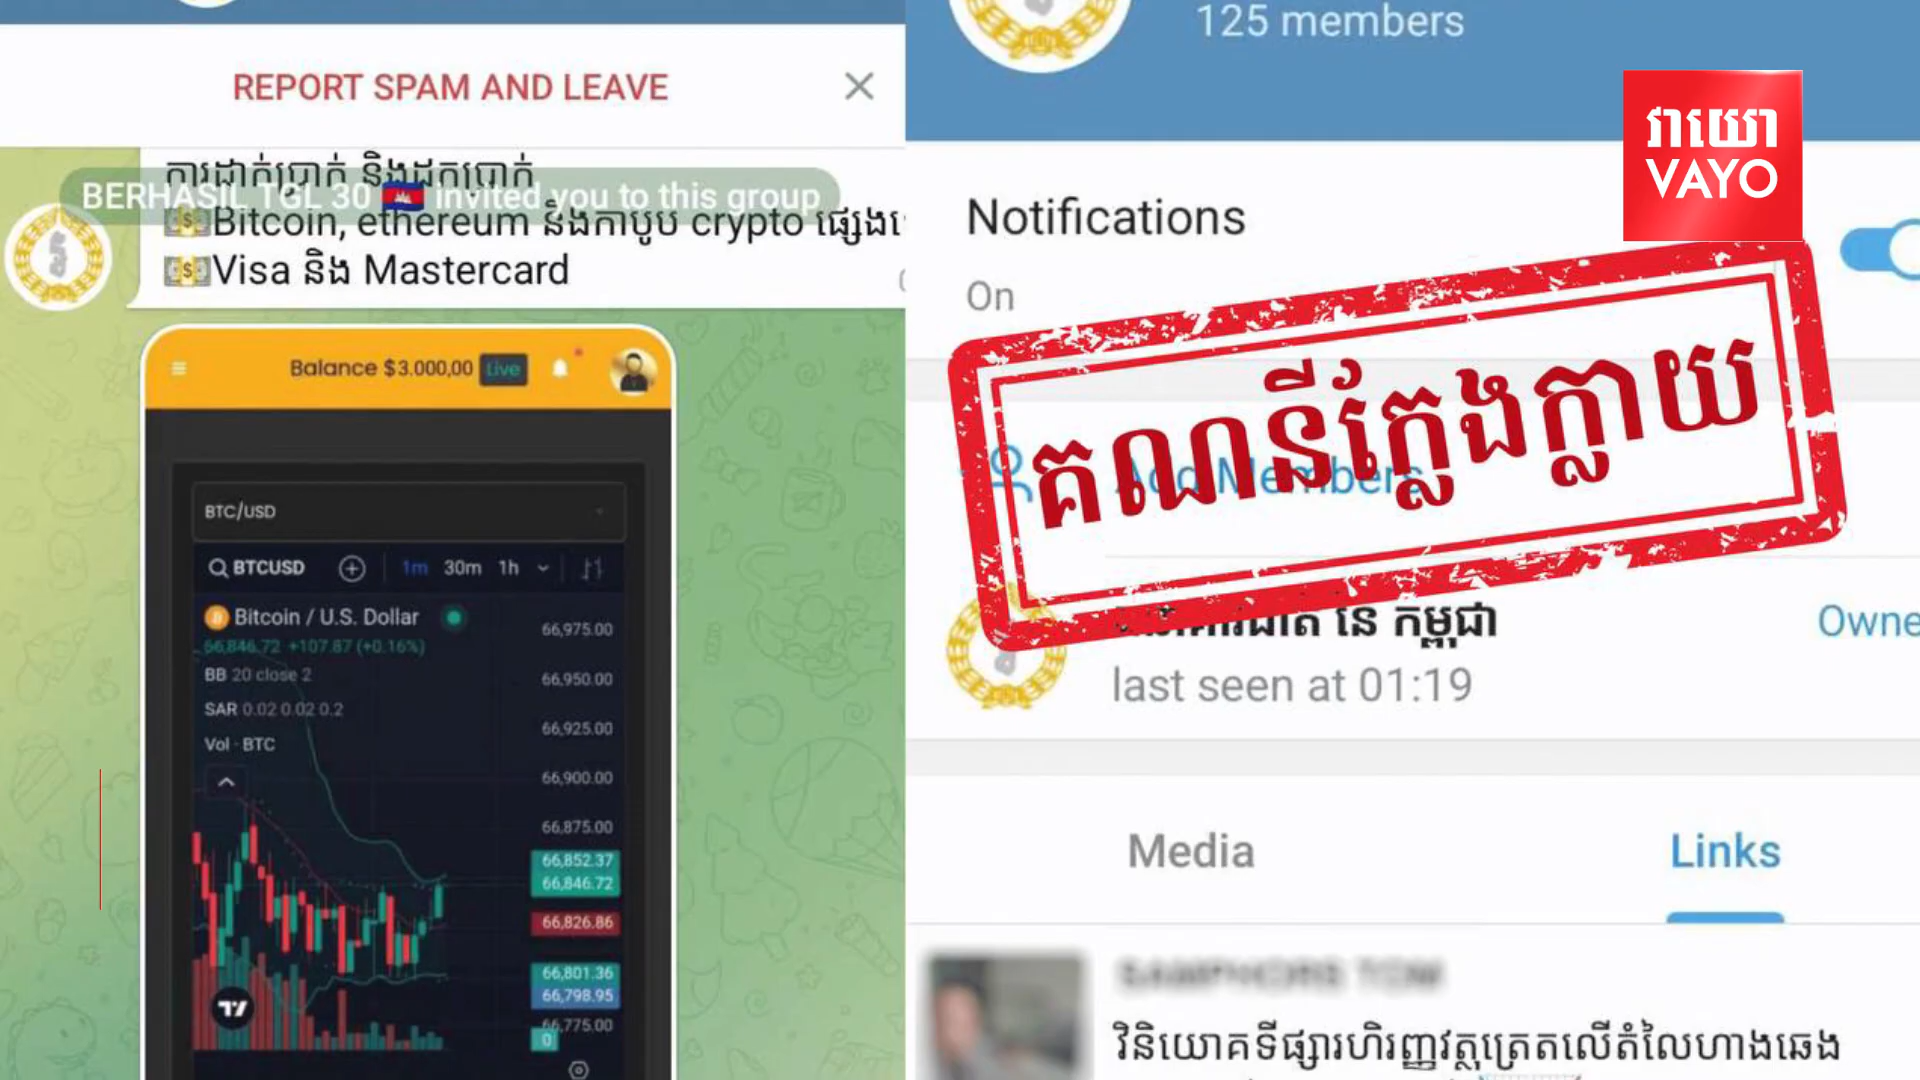 REPORT SPAM AND LEAVE
ការដាក់ប្រាក់ និងដកប្រាក់
BERHASIL TGL 30 🇰🇭 invited you to this group
Bitcoin, ethereum និងកាបូប crypto
Visa និង Mastercard
Balance $3.000,00 Live
BTC/USD
BTCUSD 1m 30m 1h
Bitcoin / U.S. Dollar
66,846.72 +107.87 (+0.16%)
BB 20 close 2
SAR 0.02 0.02 0.2
Vol · BTC
66,975.00
66,950.00
66,925.00
66,900.00
66,875.00
66,852.37
66,846.72
66,826.86
66,801.36
66,798.95
66,775.00
0
125 members
វាយោ
VAYO
Notifications
On
Add Members
គណនីក្លែងក្លាយ
នៃ កម្ពុជា
Owne
last seen at 01:19
Media
Links
វិនិយោគទីផ្សារហិរញ្ញវត្ថុត្រេតលើតំលៃហាងឆេង